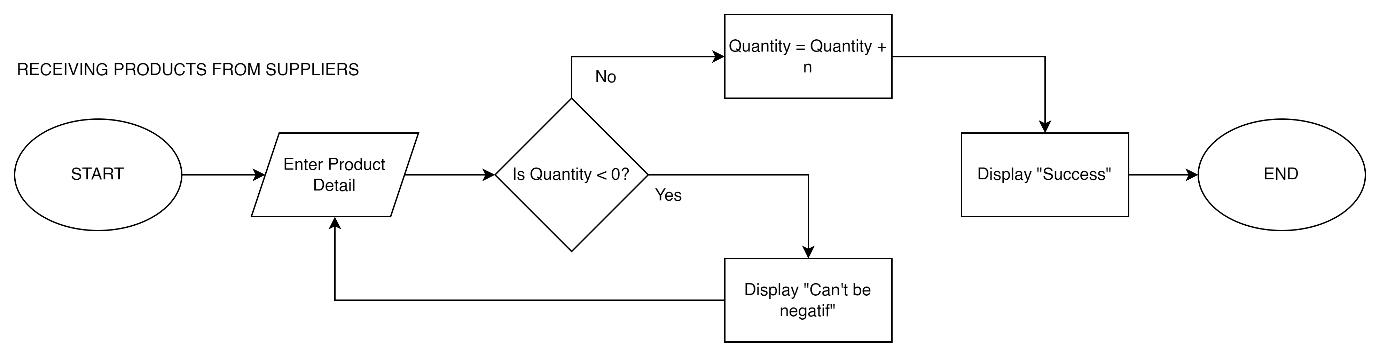 RECEIVING PRODUCTS FROM SUPPLIERS
START
Enter Product
Detail
Is Quantity < 0?
No
Yes
Quantity = Quantity +
n
Display "Can't be
negatif"
Display "Success"
END